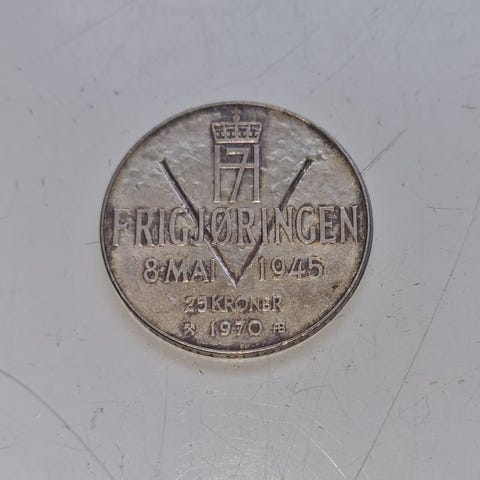 H7
FRIGJØRINGEN
8·MAI 1945
25 KRONER
1970